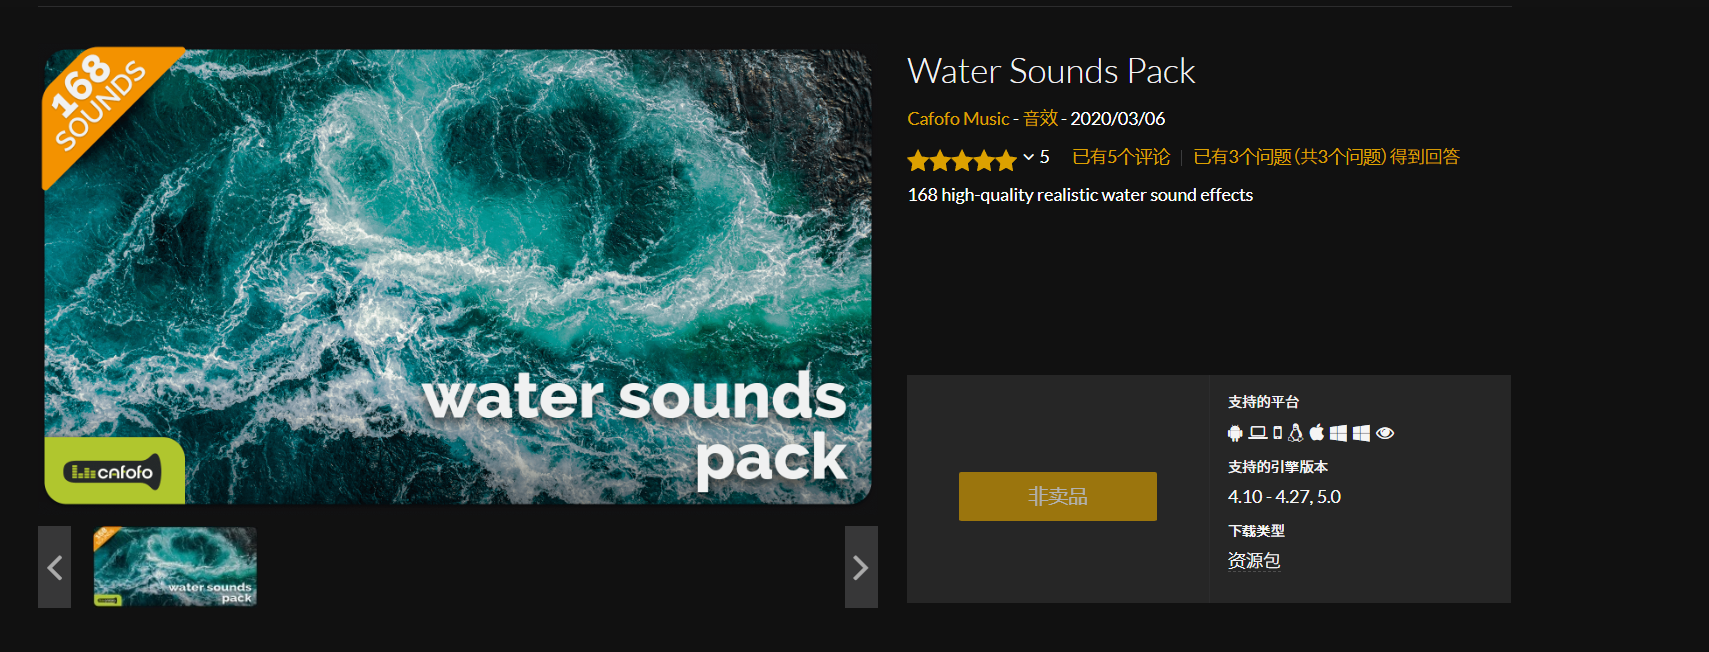 168
SOUNDS
water sounds
pack
cafofo
water sounds
pack
Water Sounds Pack
Cafofo Music - 音效 - 2020/03/06
5 已有5个评论 | 已有3个问题(共3个问题)得到回答
168 high-quality realistic water sound effects
非卖品
支持的平台
支持的引擎版本
4.10 - 4.27, 5.0
下载类型
资源包